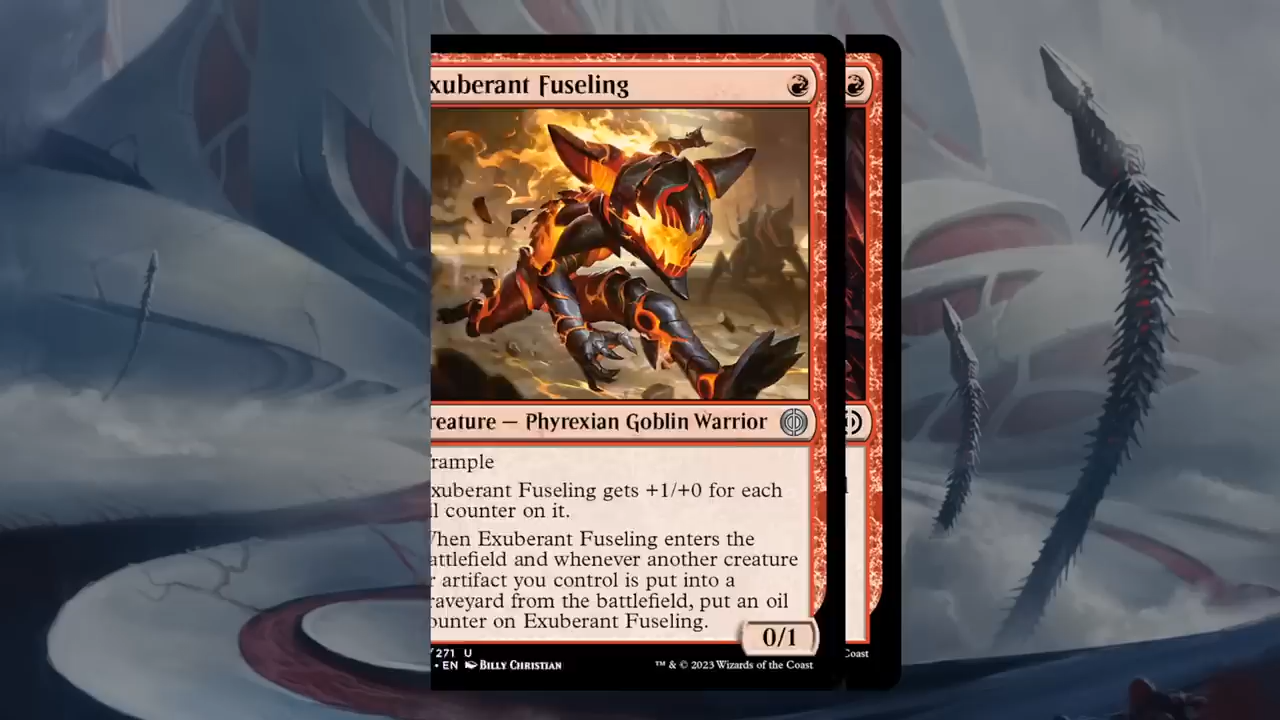 xuberant Fuseling
reature — Phyrexian Goblin Warrior
rample
xuberant Fuseling gets +1/+0 for each
il counter on it.
hen Exuberant Fuseling enters the
attlefield and whenever another creature
r artifact you control is put into a
raveyard from the battlefield, put an oil
ounter on Exuberant Fuseling.
0/1
/271 U
• EN Billy Christian
™ & © 2023 Wizards of the Coast
Coast